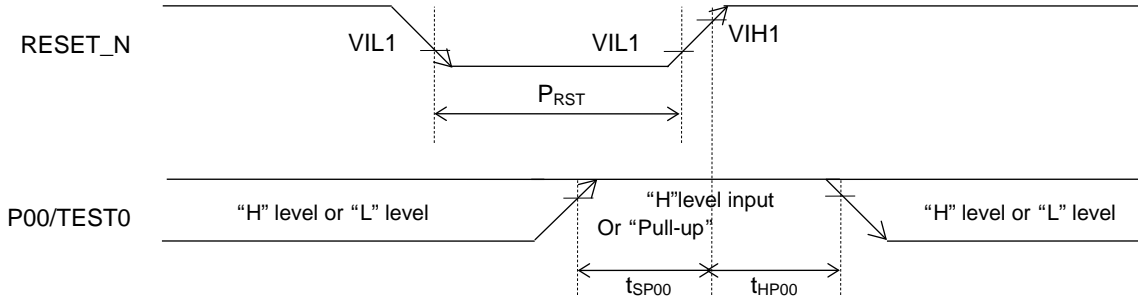 RESET_N
VIL1
VIL1
VIH1
PRST
P00/TEST0
“H” level or “L” level
“H”level input
Or “Pull-up”
“H” level or “L” level
tSP00
tHP00